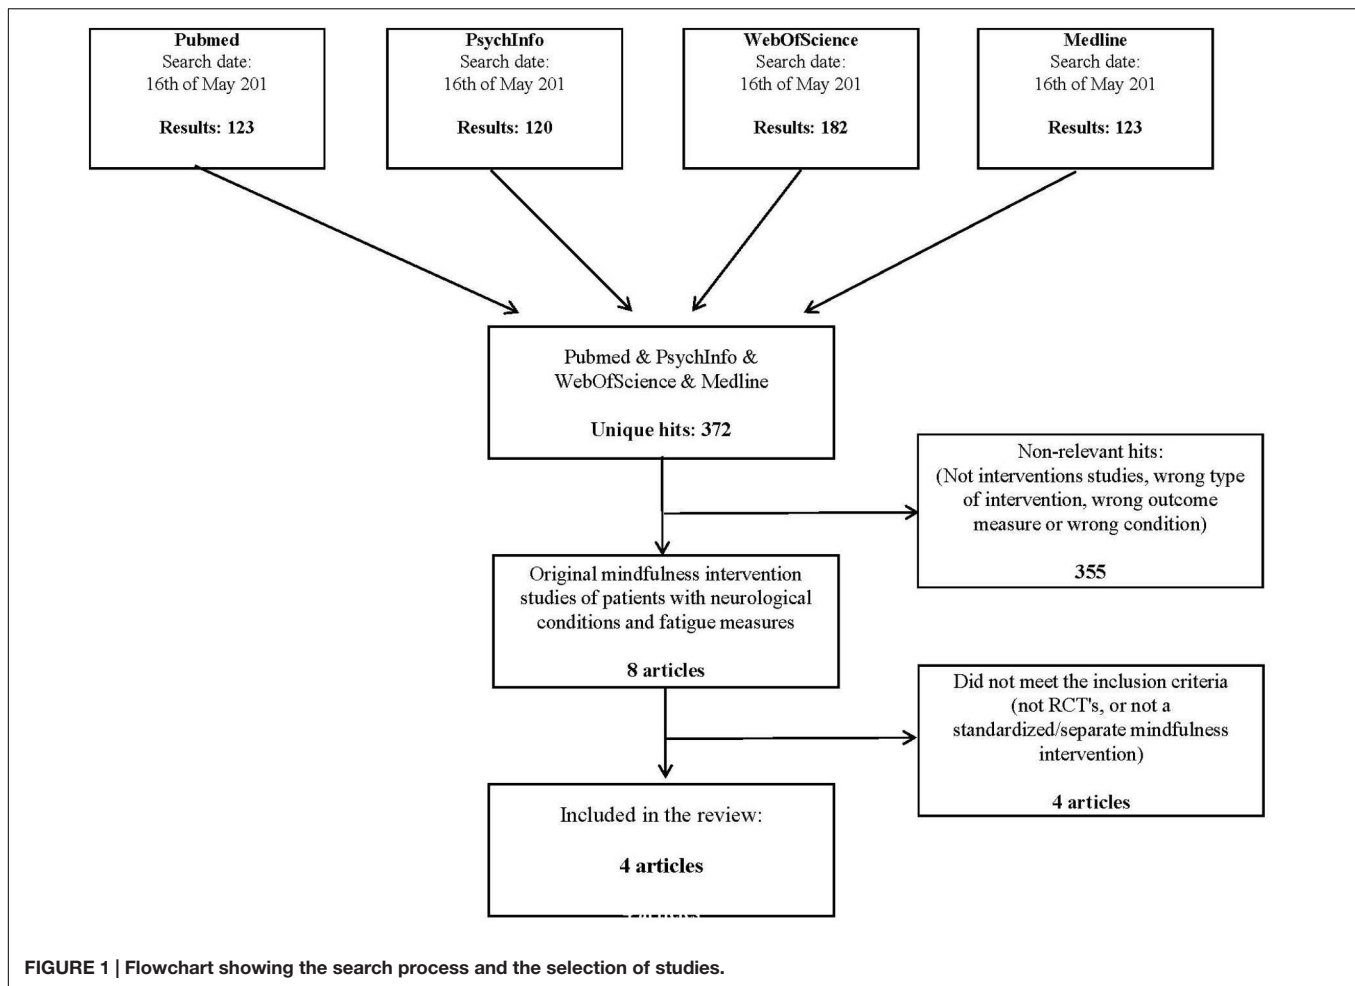 Pubmed
Search date:
16th of May 201
Results: 123
PsychInfo
Search date:
16th of May 201
Results: 120
WebOfScience
Search date:
16th of May 201
Results: 182
Medline
Search date:
16th of May 201
Results: 123
Pubmed & PsychInfo &
WebOfScience & Medline
Unique hits: 372
Non-relevant hits:
(Not interventions studies, wrong type
of intervention, wrong outcome
measure or wrong condition)
355
Original mindfulness intervention
studies of patients with neurological
conditions and fatigue measures
8 articles
Did not meet the inclusion criteria
(not RCT's, or not a
standardized/separate mindfulness
intervention)
4 articles
Included in the review:
4 articles
FIGURE 1 | Flowchart showing the search process and the selection of studies.